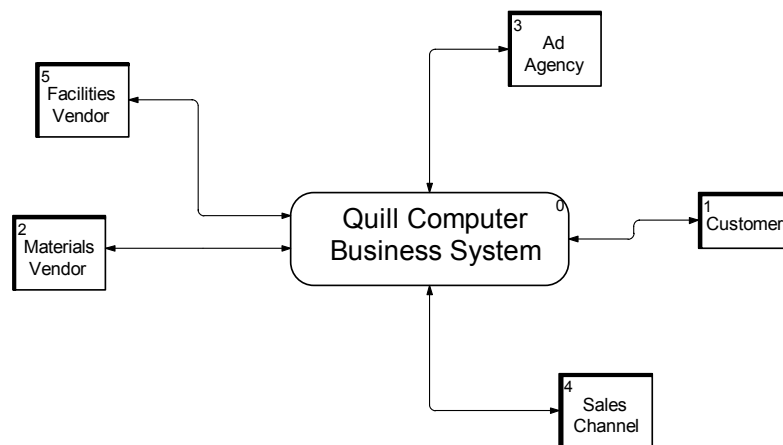 3
Ad
Agency
5
Facilities
Vendor
0
Quill Computer
Business System
1
Customer
2
Materials
Vendor
4
Sales
Channel